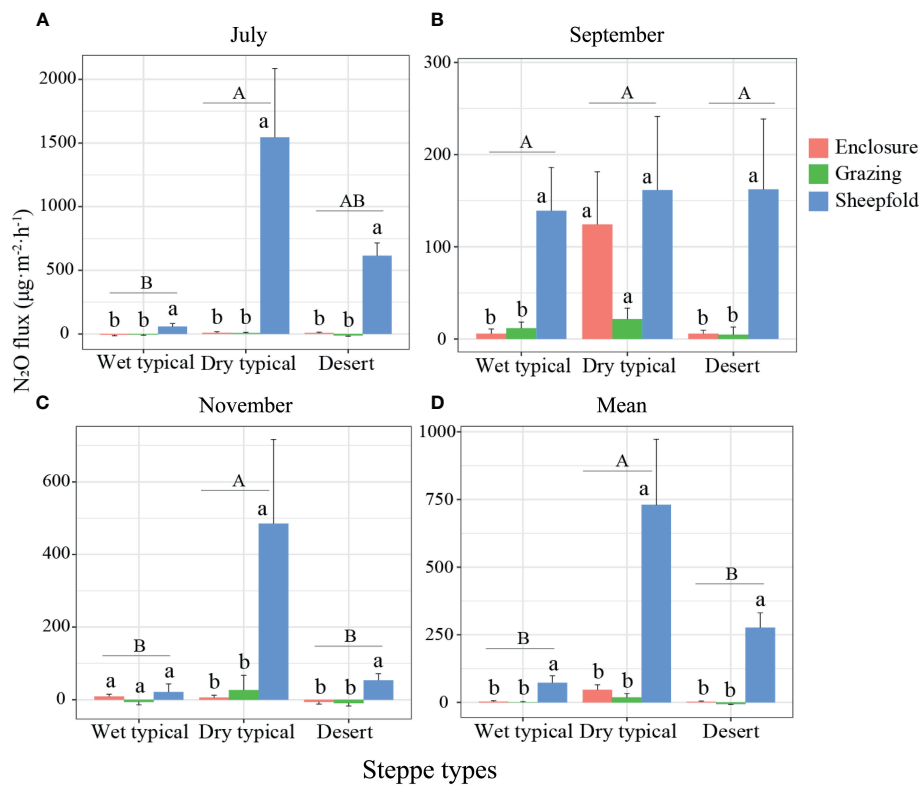 A
July
N₂O flux (µg·m⁻²·h⁻¹)
2000
1500
1000
500
0
B
A
AB
b b a
b b a
b b a
Wet typical Dry typical Desert
B
September
300
200
100
0
A
A
A
b b a
a a a
b b a
Wet typical Dry typical Desert
Enclosure
Grazing
Sheepfold
C
November
600
400
200
0
B
A
B
a a a
b b a
b b a
Wet typical Dry typical Desert
D
Mean
1000
750
500
250
0
B
A
B
b b a
b b a
b b a
Wet typical Dry typical Desert
Steppe types